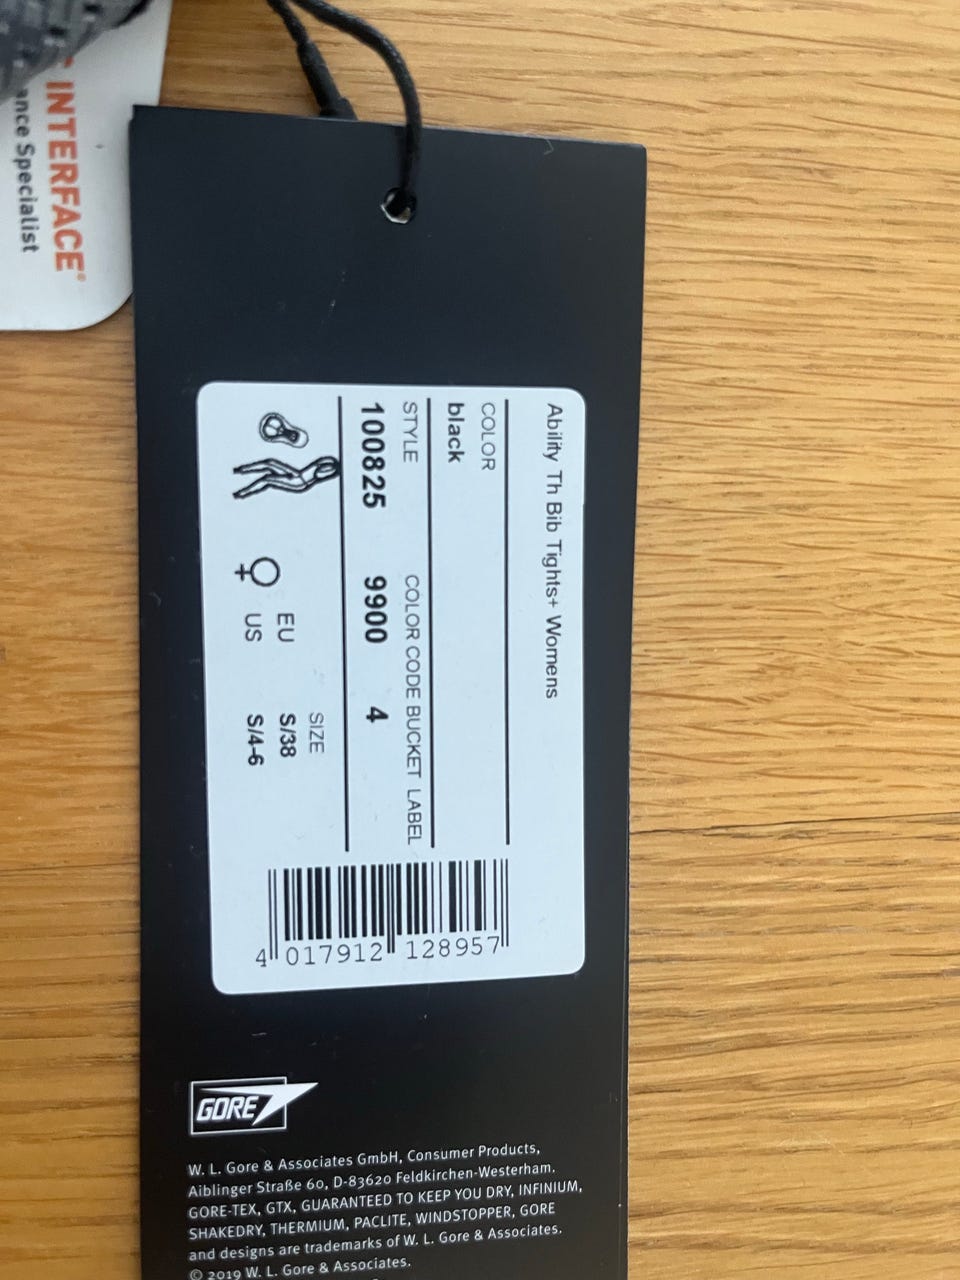 INTERFACE®
ance Specialist
Ability Th Bib Tights+ Womens
COLOR
black
STYLE COLOR CODE BUCKET LABEL
100825 9900 4
SIZE
EU S/38
US S/4-6
4 017912 128957
GORE
W. L. Gore & Associates GmbH, Consumer Products,
Aiblinger Straße 60, D-83620 Feldkirchen-Westerham.
GORE-TEX, GTX, GUARANTEED TO KEEP YOU DRY, INFINIUM,
SHAKEDRY, THERMIUM, PACLITE, WINDSTOPPER, GORE
and designs are trademarks of W. L. Gore & Associates.
© 2019 W. L. Gore & Associates.